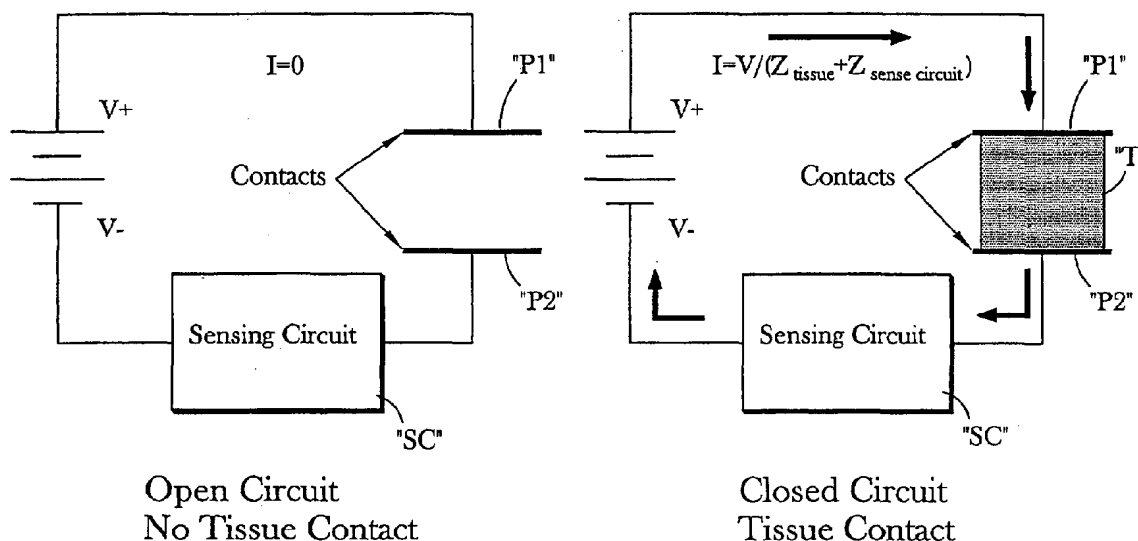 I=0
"P1"
V+
Contacts
V-
"P2"
Sensing Circuit
"SC"
Open Circuit
No Tissue Contact
I=V/(Z tissue+Z sense circuit)
"P1"
V+
"T
Contacts
V-
"P2"
Sensing Circuit
"SC"
Closed Circuit
Tissue Contact